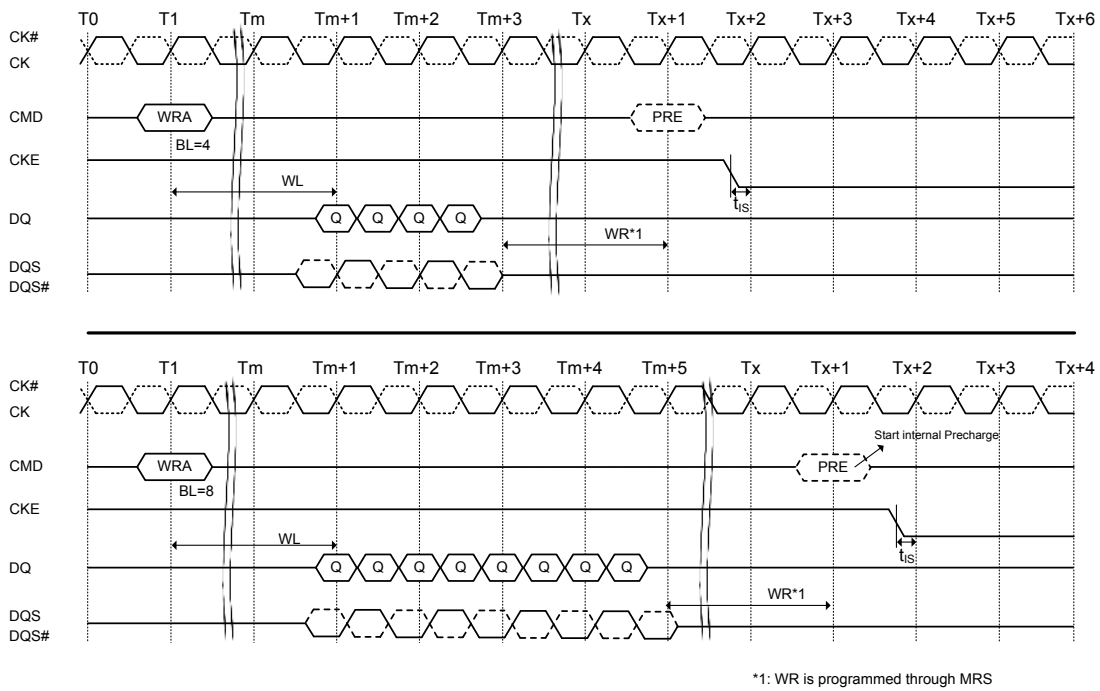 T0 T1 Tm Tm+1 Tm+2 Tm+3 Tx Tx+1 Tx+2 Tx+3 Tx+4 Tx+5 Tx+6
CK#
CK
CMD WRA PRE
BL=4
CKE
WL
tIS
DQ Q Q Q Q
WR*1
DQS
DQS#
T0 T1 Tm Tm+1 Tm+2 Tm+3 Tm+4 Tm+5 Tx Tx+1 Tx+2 Tx+3 Tx+4
CK#
CK
Start internal Precharge
CMD WRA PRE
BL=8
CKE
WL
tIS
DQ Q Q Q Q Q Q Q Q
WR*1
DQS
DQS#
*1: WR is programmed through MRS